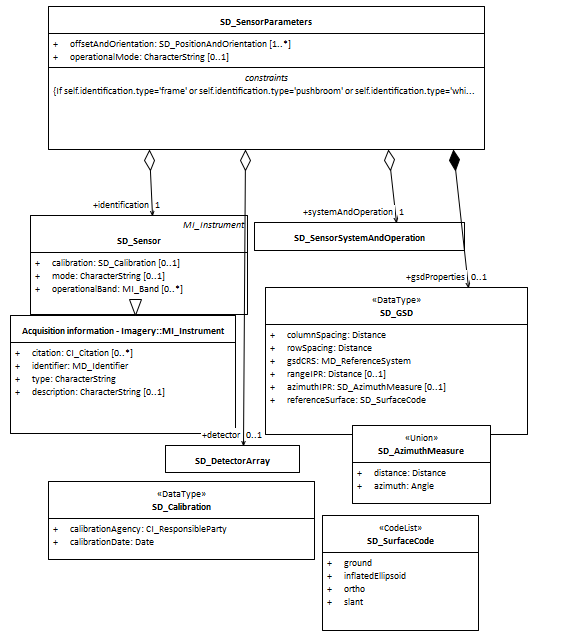 SD_SensorParameters
+ offsetAndOrientation: SD_PositionAndOrientation [1..*]
+ operationalMode: CharacterString [0..1]
constraints
{If self.identification.type='frame' or self.identification.type='pushbroom' or self.identification.type='whi...
+identification 1
+systemAndOperation 1
MI_Instrument
SD_Sensor
+ calibration: SD_Calibration [0..1]
+ mode: CharacterString [0..1]
+ operationalBand: MI_Band [0..*]
SD_SensorSystemAndOperation
+gsdProperties 0..1
«DataType»
SD_GSD
+ columnSpacing: Distance
+ rowSpacing: Distance
+ gsdCRS: MD_ReferenceSystem
+ rangeIPR: Distance [0..1]
+ azimuthIPR: SD_AzimuthMeasure [0..1]
+ referenceSurface: SD_SurfaceCode
Acquisition information - Imagery::MI_Instrument
+ citation: CI_Citation [0..*]
+ identifier: MD_Identifier
+ type: CharacterString
+ description: CharacterString [0..1]
+detector 0..1
SD_DetectorArray
«Union»
SD_AzimuthMeasure
+ distance: Distance
+ azimuth: Angle
«DataType»
SD_Calibration
+ calibrationAgency: CI_ResponsibleParty
+ calibrationDate: Date
«CodeList»
SD_SurfaceCode
+ ground
+ inflatedEllipsoid
+ ortho
+ slant